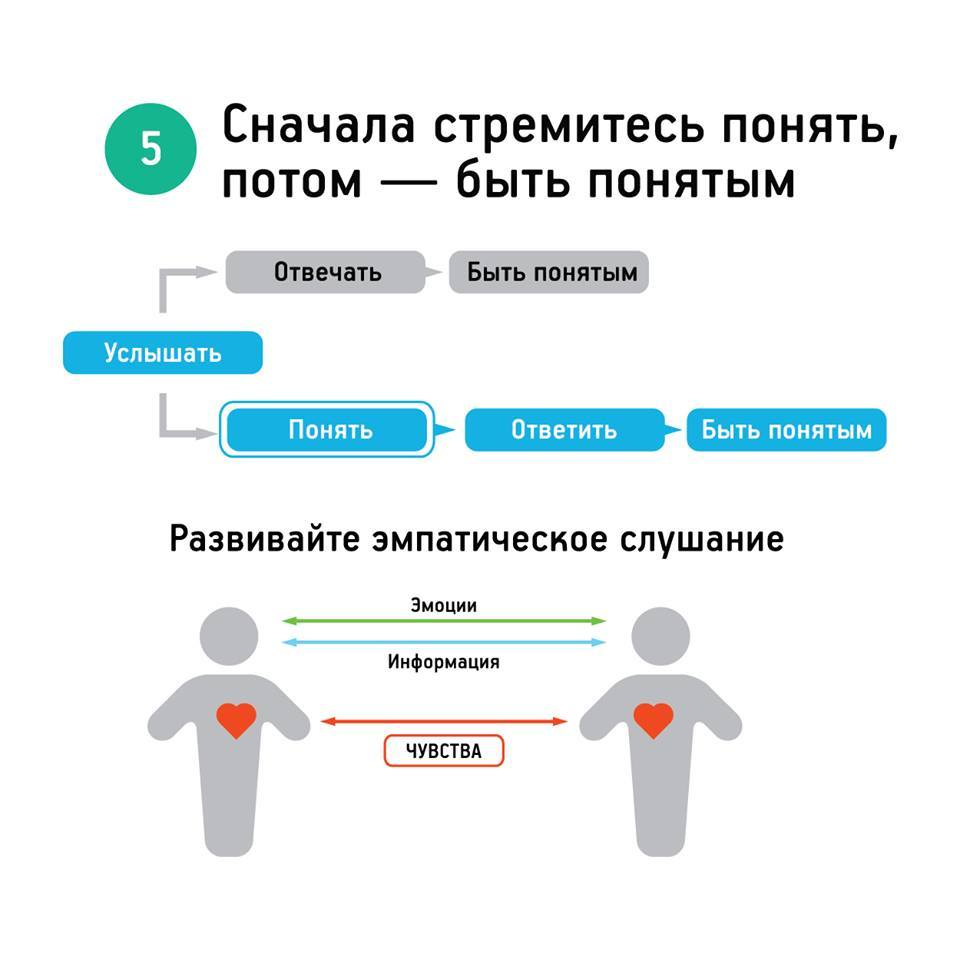 5
Сначала стремитесь понять,
потом — быть понятым
Отвечать
Быть понятым
Услышать
Понять
Ответить
Быть понятым
Развивайте эмпатическое слушание
Эмоции
Информация
ЧУВСТВА